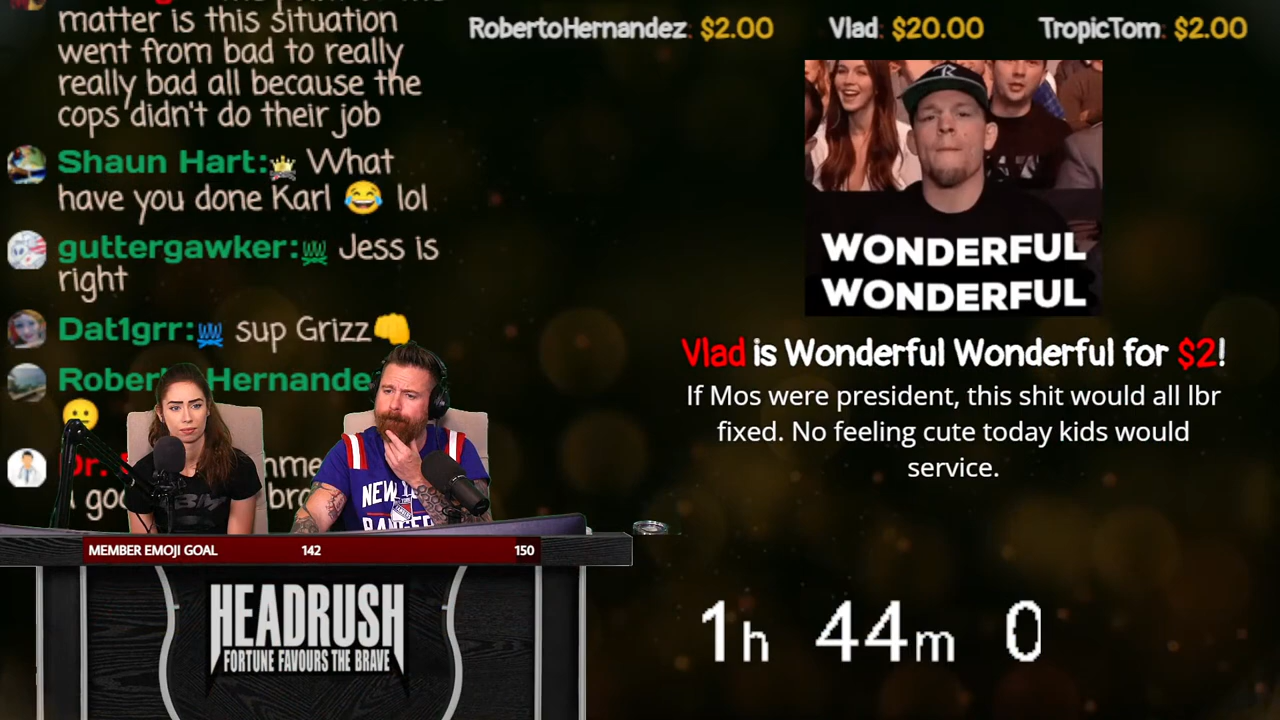 matter is this situation
went from bad to really
really bad all because the
cops didn't do their job
Shaun Hart: What
have you done Karl 😂 lol
guttergawker: Jess is
right
Dat1grr: sup Grizz👊
Hernande
😐
RobertoHernandez: $2.00 Vlad: $20.00 TropicTom: $2.00
WONDERFUL
WONDERFUL
Vlad is Wonderful Wonderful for $2!
If Mos were president, this shit would all lbr
fixed. No feeling cute today kids would
service.
NEW
RANGER
MEMBER EMOJI GOAL 142 150
HEADRUSH
FORTUNE FAVOURS THE BRAVE
1h 44m 0